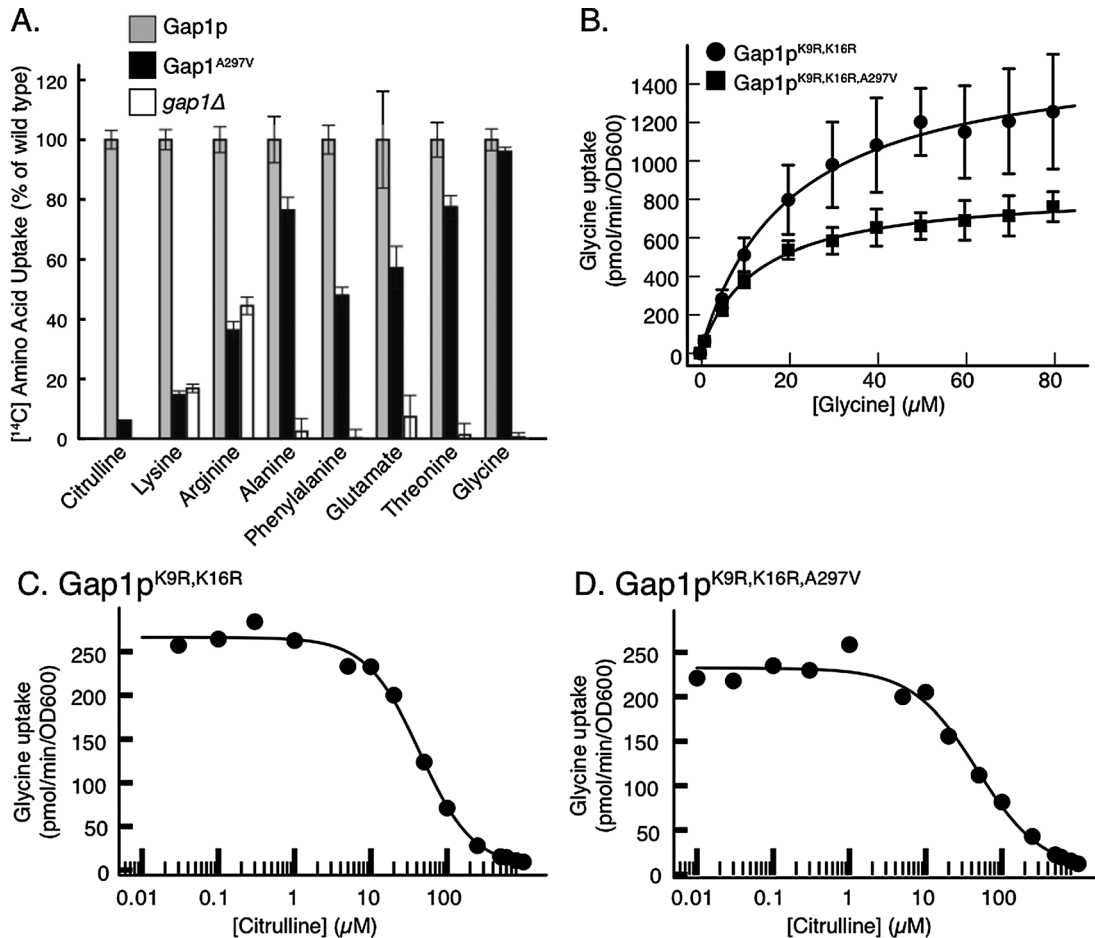 A.
Gap1p
Gap1ᴬ²⁹⁷ⱽ
gap1Δ
[¹⁴C] Amino Acid Uptake (% of wild type)
120
100
80
60
40
20
0
Citrulline
Lysine
Arginine
Alanine
Phenylalanine
Glutamate
Threonine
Glycine
B.
Gap1pᴷ⁹ᴿ,ᴷ¹⁶ᴿ
Gap1pᴷ⁹ᴿ,ᴷ¹⁶ᴿ,ᴬ²⁹⁷ⱽ
Glycine uptake
(pmol/min/OD600)
1400
1200
1000
800
600
400
200
0
0 20 40 60 80
[Glycine] (µM)
C. Gap1pᴷ⁹ᴿ,ᴷ¹⁶ᴿ
Glycine uptake
(pmol/min/OD600)
250
200
150
100
50
0
0.01 0.1 1 10 100
[Citrulline] (µM)
D. Gap1pᴷ⁹ᴿ,ᴷ¹⁶ᴿ,ᴬ²⁹⁷ⱽ
Glycine uptake
(pmol/min/OD600)
250
200
150
100
50
0
0.01 0.1 1 10 100
[Citrulline] (µM)